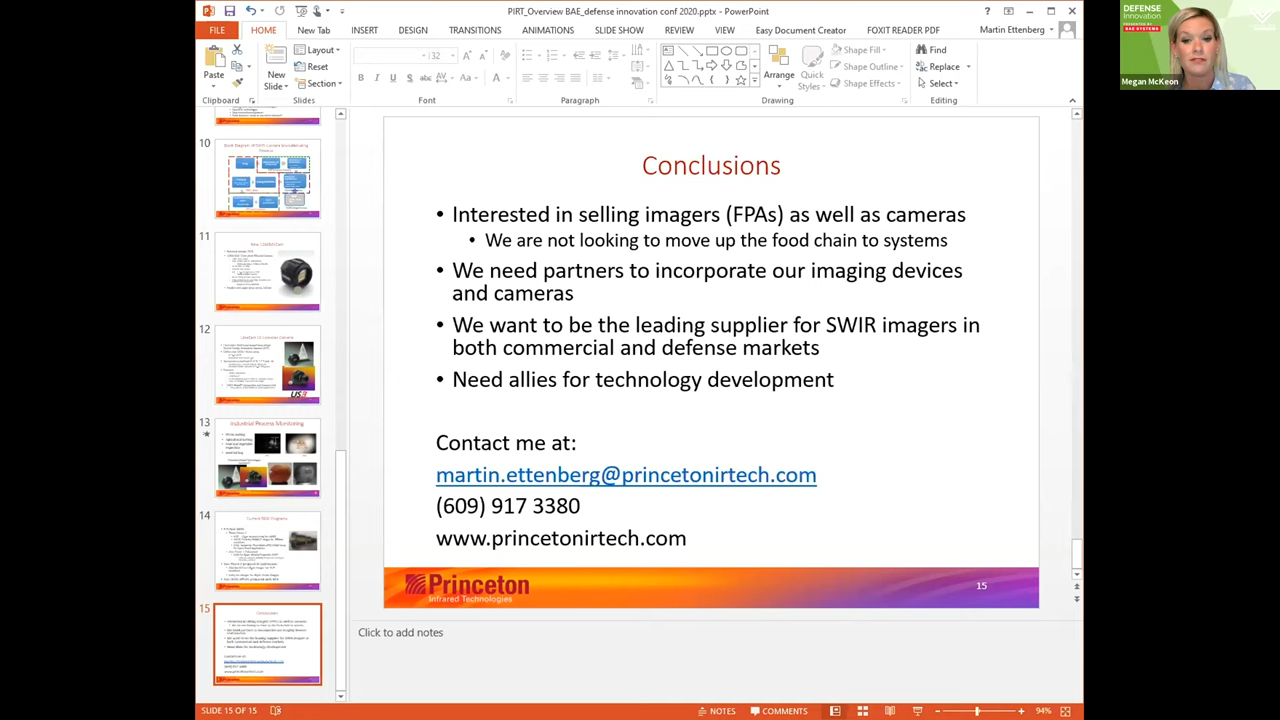 PIRT_Overview BAE_defense innovation conf 2020.pptx - PowerPoint
FILE HOME New Tab INSERT DESIGN TRANSITIONS ANIMATIONS SLIDE SHOW REVIEW VIEW Easy Document Creator FOXIT READER PDF Martin Ettenberg
Paste
New Slide
Layout
Reset
Section
32
Arrange
Quick Styles
Shape Fill
Shape Outline
Shape Effects
Find
Replace
Select
Clipboard Slides Font Paragraph Drawing Editing
10
11
12
13
Industrial Process Monitoring
14
15
Conclusions
• Interested in selling imagers (FPAs) as well as cameras
• We are not looking to move up the food chain to systems
• We need partners to incorporate our imaging devices
and cameras
• We want to be the leading supplier for SWIR imagers in
both commercial and defense markets
• Need allies for technology development
Contact me at:
martin.ettenberg@princetonirtech.com
(609) 917 3380
www.princetonirtech.com
Princeton
Infrared Technologies
15
Click to add notes
SLIDE 15 OF 15
NOTES COMMENTS 94%
DEFENSE
Innovation
PRESENTED BY
BAE SYSTEMS
Megan McKeon